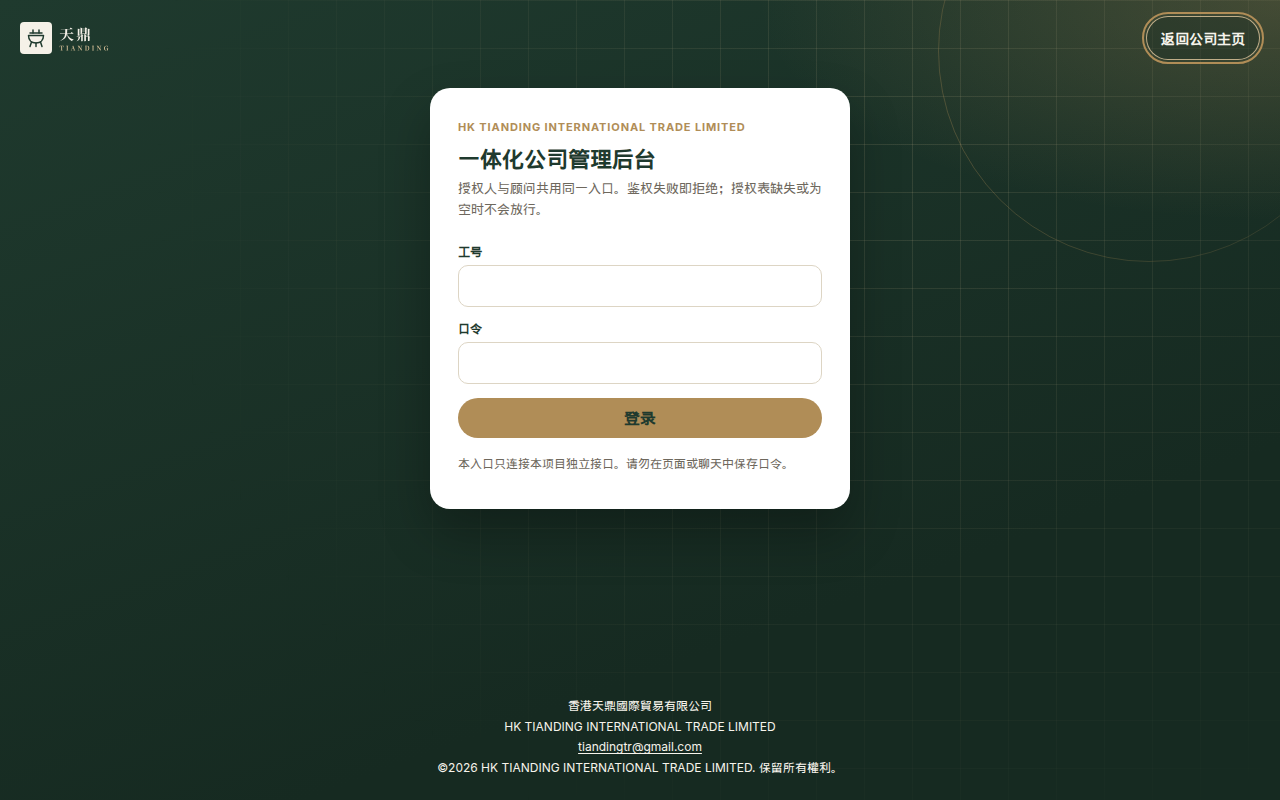 天鼎
TIANDING
返回公司主页
HK TIANDING INTERNATIONAL TRADE LIMITED
一体化公司管理后台
授权人与顾问共用同一入口。鉴权失败即拒绝；授权表缺失或为
空时不会放行。
工号
口令
登录
本入口只连接本项目独立接口。请勿在页面或聊天中保存口令。
香港天鼎國際貿易有限公司
HK TIANDING INTERNATIONAL TRADE LIMITED
tiandingtr@gmail.com
©2026 HK TIANDING INTERNATIONAL TRADE LIMITED. 保留所有權利。